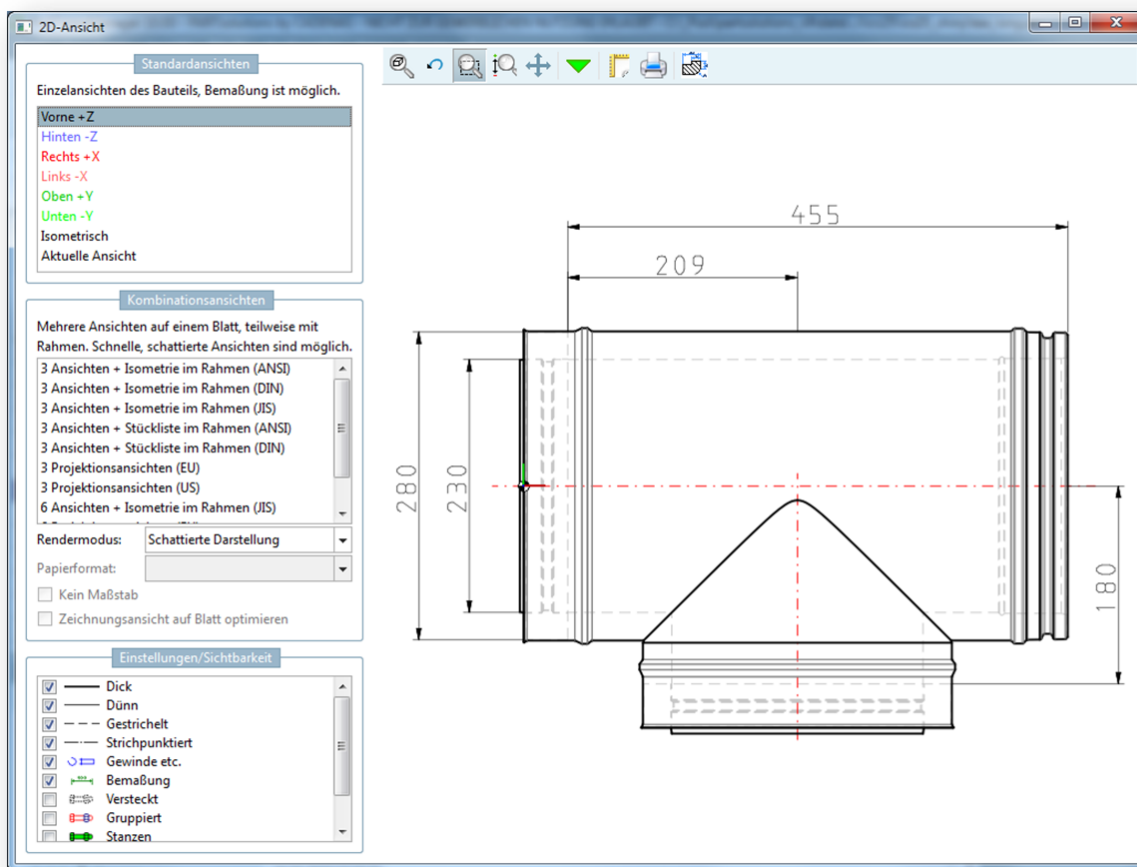 2D-Ansicht
Standardansichten
Einzelansichten des Bauteils, Bemaßung ist möglich.
Vorne +Z
Hinten -Z
Rechts +X
Links -X
Oben +Y
Unten -Y
Isometrisch
Aktuelle Ansicht
Kombinationsansichten
Mehrere Ansichten auf einem Blatt, teilweise mit
Rahmen. Schnelle, schattierte Ansichten sind möglich.
3 Ansichten + Isometrie im Rahmen (ANSI)
3 Ansichten + Isometrie im Rahmen (DIN)
3 Ansichten + Isometrie im Rahmen (JIS)
3 Ansichten + Stückliste im Rahmen (ANSI)
3 Ansichten + Stückliste im Rahmen (DIN)
3 Projektionsansichten (EU)
3 Projektionsansichten (US)
6 Ansichten + Isometrie im Rahmen (JIS)
Rendermodus: Schattierte Darstellung
Papierformat:
Kein Maßstab
Zeichnungsansicht auf Blatt optimieren
Einstellungen/Sichtbarkeit
Dick
Dünn
Gestrichelt
Strichpunktiert
Gewinde etc.
Bemaßung
Versteckt
Gruppiert
Stanzen
455
209
280
230
180